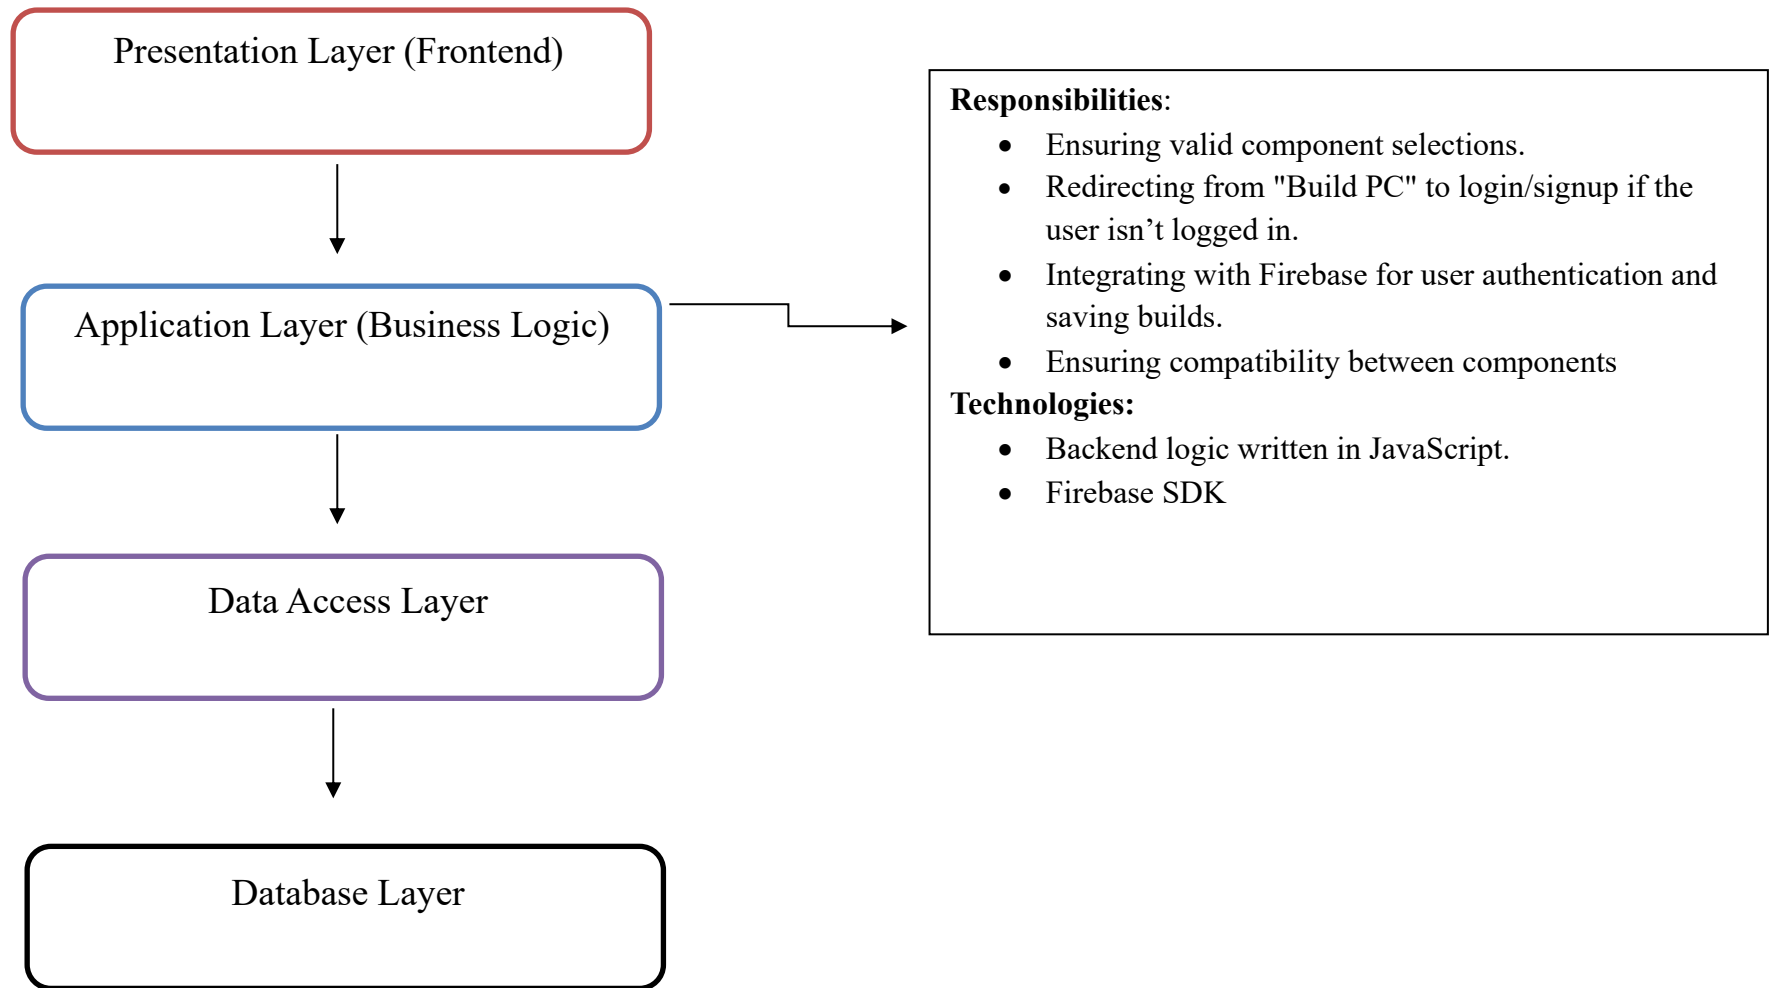 Presentation Layer (Frontend)
Application Layer (Business Logic)
Data Access Layer
Database Layer
Responsibilities:
• Ensuring valid component selections.
• Redirecting from "Build PC" to login/signup if the
user isn’t logged in.
• Integrating with Firebase for user authentication and
saving builds.
• Ensuring compatibility between components
Technologies:
• Backend logic written in JavaScript.
• Firebase SDK